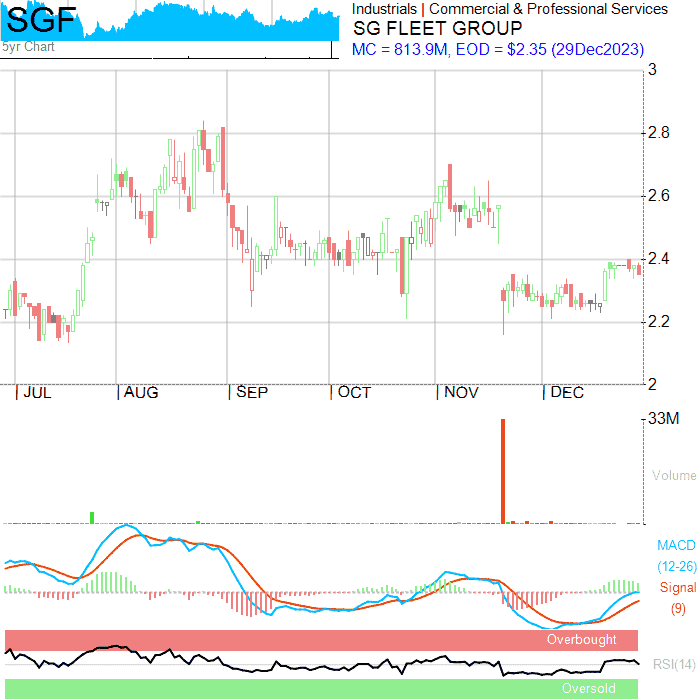 SGF
5yr Chart
Industrials | Commercial & Professional Services
SG FLEET GROUP
MC = 813.9M, EOD = $2.35 (29Dec2023)
3
2.8
2.6
2.4
2.2
2
JUL AUG SEP OCT NOV DEC
33M
Volume
MACD
(12-26)
Signal
(9)
Overbought
RSI(14)
Oversold